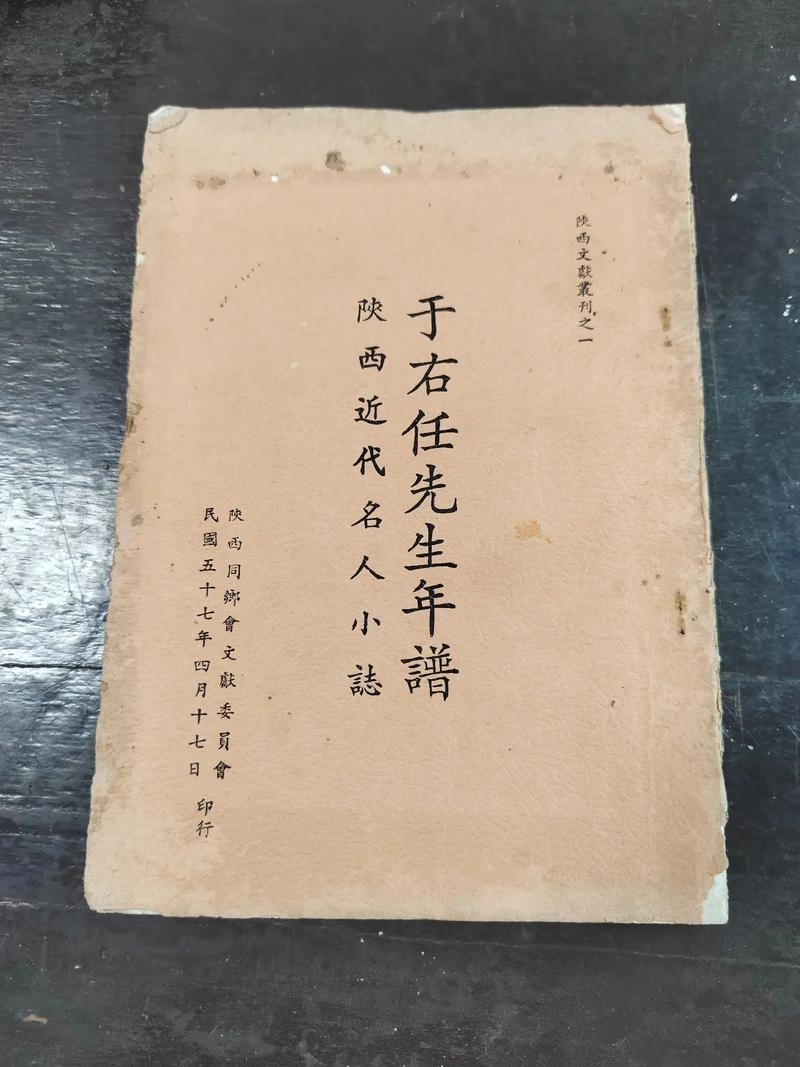 陝西文獻叢刊之一
于右任先生年譜
陝西近代名人小誌
陝西同鄉會文獻委員會
民國五十七年四月十七日
印行